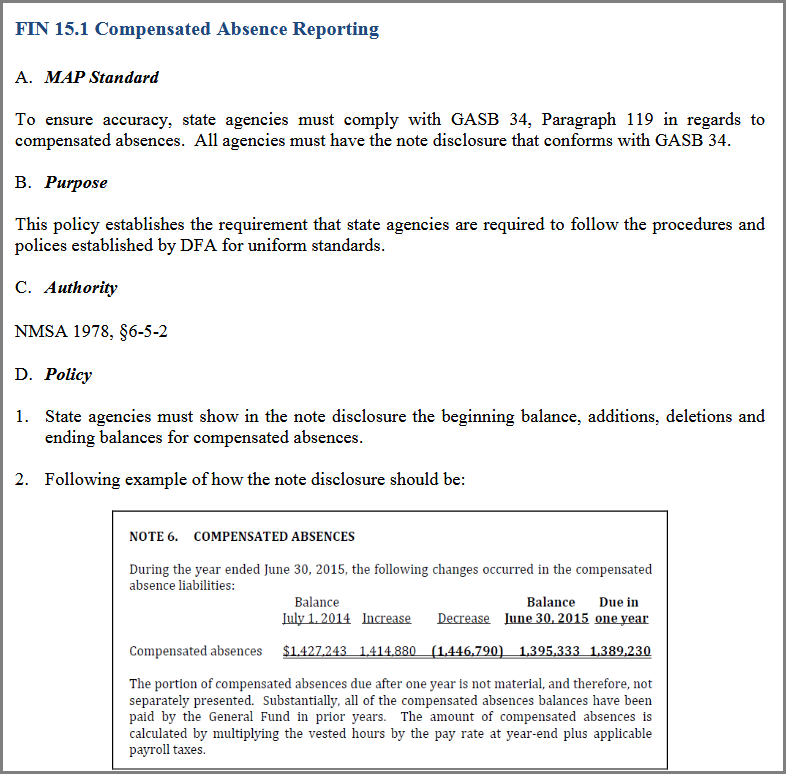 FIN 15.1 Compensated Absence Reporting
A. MAP Standard
To ensure accuracy, state agencies must comply with GASB 34, Paragraph 119 in regards to
compensated absences. All agencies must have the note disclosure that conforms with GASB 34.
B. Purpose
This policy establishes the requirement that state agencies are required to follow the procedures and
polices established by DFA for uniform standards.
C. Authority
NMSA 1978, §6-5-2
D. Policy
1. State agencies must show in the note disclosure the beginning balance, additions, deletions and
ending balances for compensated absences.
2. Following example of how the note disclosure should be:
NOTE 6. COMPENSATED ABSENCES
During the year ended June 30, 2015, the following changes occurred in the compensated
absence liabilities:
Balance Balance Due in
July 1, 2014 Increase Decrease June 30, 2015 one year
Compensated absences $1,427,243 1,414,880 (1,446,790) 1,395,333 1,389,230
The portion of compensated absences due after one year is not material, and therefore, not
separately presented. Substantially, all of the compensated absences balances have been
paid by the General Fund in prior years. The amount of compensated absences is
calculated by multiplying the vested hours by the pay rate at year-end plus applicable
payroll taxes.